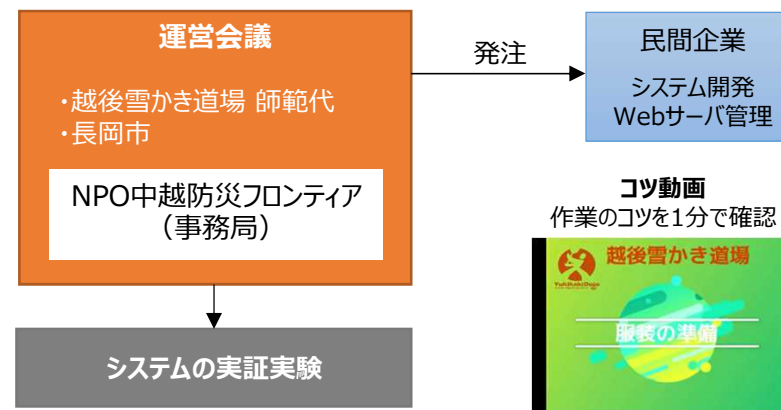 運営会議
・越後雪かき道場 師範代
・長岡市
NPO中越防災フロンティア
（事務局）
発注
民間企業
システム開発
Webサーバ管理
システムの実証実験
コツ動画
作業のコツを1分で確認
越後雪かき道場
YukikakiDojo
服装の準備